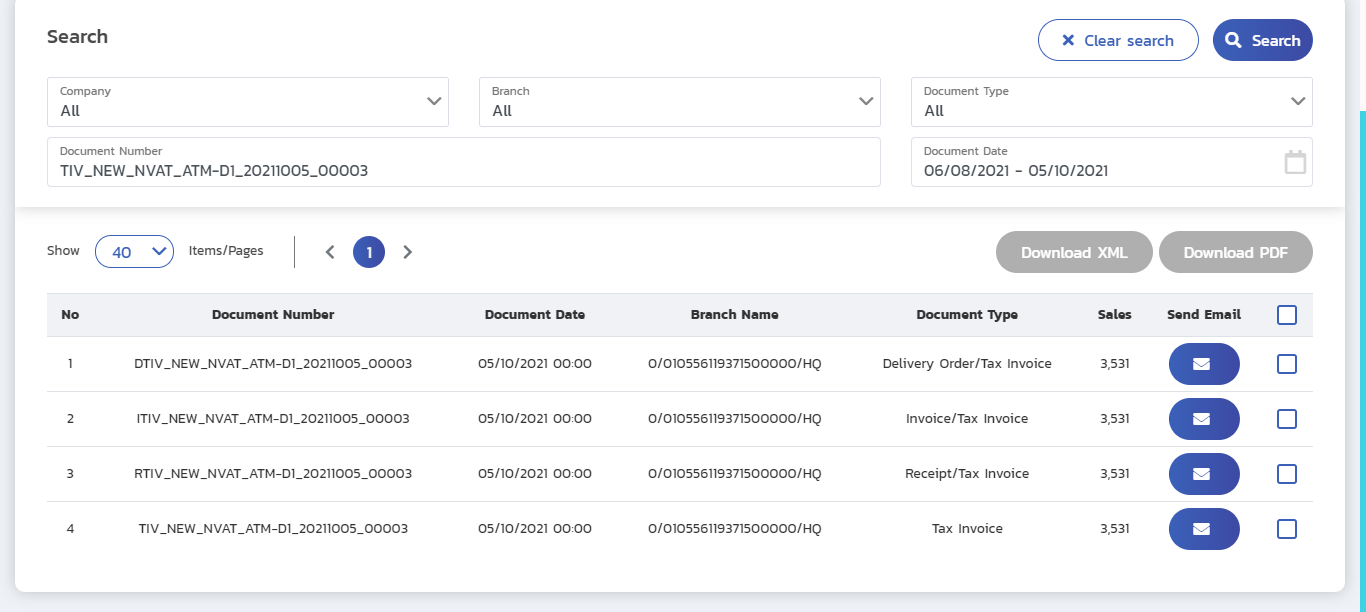 Search
Clear search
Search
Company
All
Branch
All
Document Type
All
Document Number
TIV_NEW_NVAT_ATM-D1_20211005_00003
Document Date
06/08/2021 - 05/10/2021
Show 40 Items/Pages 1
Download XML Download PDF
No Document Number Document Date Branch Name Document Type Sales Send Email
1 DTIV_NEW_NVAT_ATM-D1_20211005_00003 05/10/2021 00:00 0/010556119371500000/HQ Delivery Order/Tax Invoice 3,531
2 ITIV_NEW_NVAT_ATM-D1_20211005_00003 05/10/2021 00:00 0/010556119371500000/HQ Invoice/Tax Invoice 3,531
3 RTIV_NEW_NVAT_ATM-D1_20211005_00003 05/10/2021 00:00 0/010556119371500000/HQ Receipt/Tax Invoice 3,531
4 TIV_NEW_NVAT_ATM-D1_20211005_00003 05/10/2021 00:00 0/010556119371500000/HQ Tax Invoice 3,531